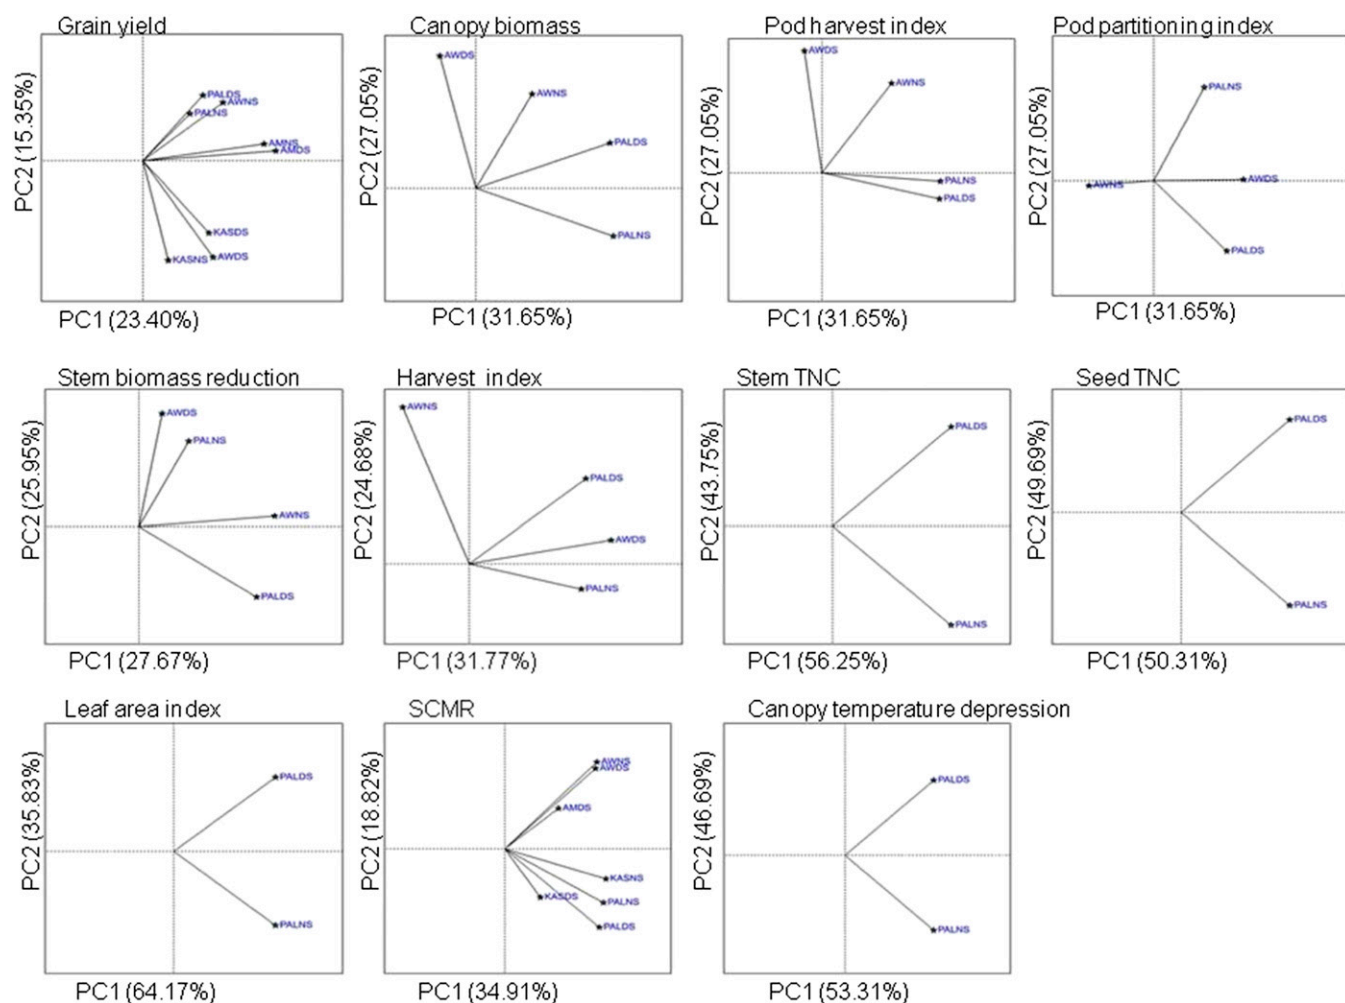 Grain yield
PC2 (15.35%)
PALDS
AWNS
PALNS
AMNS
AMDS
KASDS
KASNS
AWDS
PC1 (23.40%)
Canopy biomass
PC2 (27.05%)
AWDS
AWNS
PALDS
PALNS
PC1 (31.65%)
Pod harvest index
PC2 (27.05%)
AWDS
AWNS
PALNS
PALDS
PC1 (31.65%)
Pod partitioning index
PC2 (27.05%)
PALNS
AWNS
AWDS
PALDS
PC1 (31.65%)
Stem biomass reduction
PC2 (25.95%)
AWDS
PALNS
AWNS
PALDS
PC1 (27.67%)
Harvest index
PC2 (24.68%)
AWNS
PALDS
AWDS
PALNS
PC1 (31.77%)
Stem TNC
PC2 (43.75%)
PALDS
PALNS
PC1 (56.25%)
Seed TNC
PC2 (49.69%)
PALDS
PALNS
PC1 (50.31%)
Leaf area index
PC2 (35.83%)
PALDS
PALNS
PC1 (64.17%)
SCMR
PC2 (18.82%)
AWNS
AWDS
AMDS
KASNS
KASDS
PALNS
PALDS
PC1 (34.91%)
Canopy temperature depression
PC2 (46.69%)
PALDS
PALNS
PC1 (53.31%)